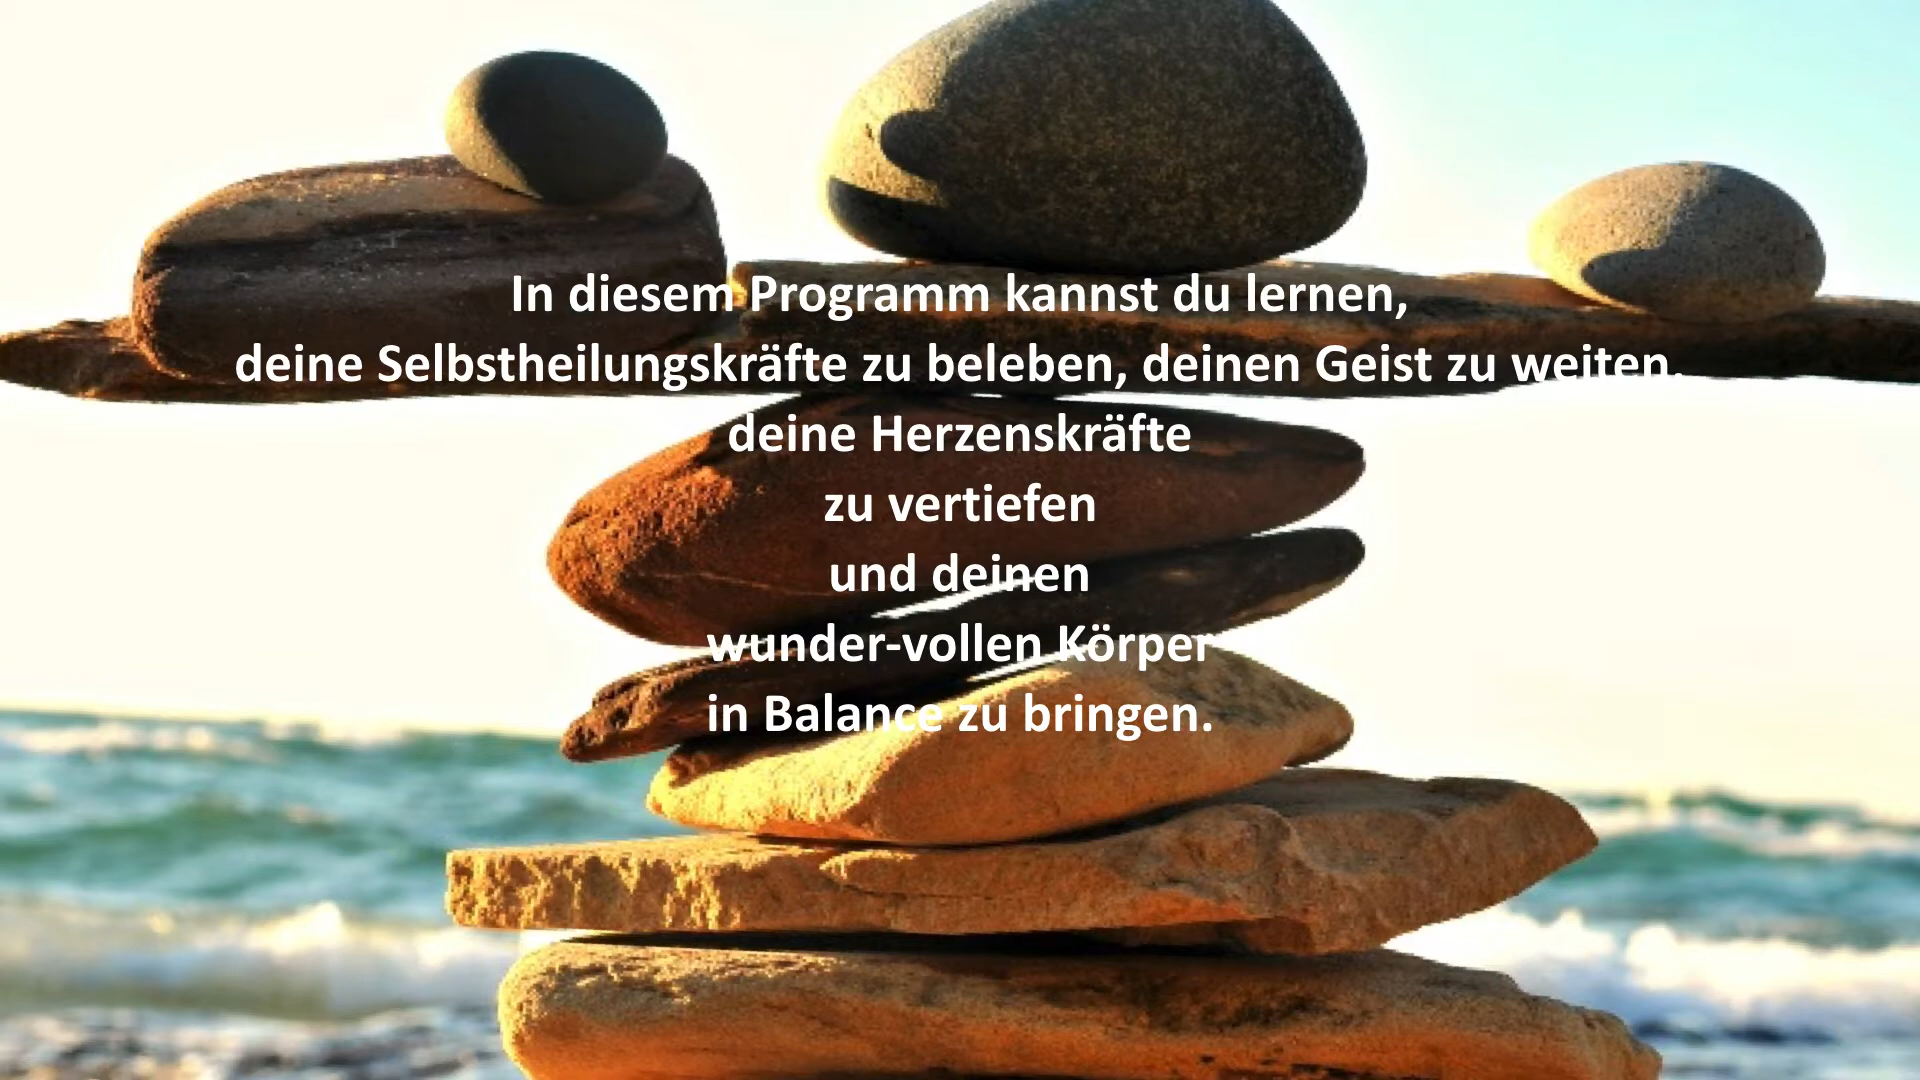 In diesem Programm kannst du lernen,
deine Selbstheilungskräfte zu beleben, deinen Geist zu weiten,
deine Herzenskräfte
zu vertiefen
und deinen
wunder-vollen Körper
in Balance zu bringen.